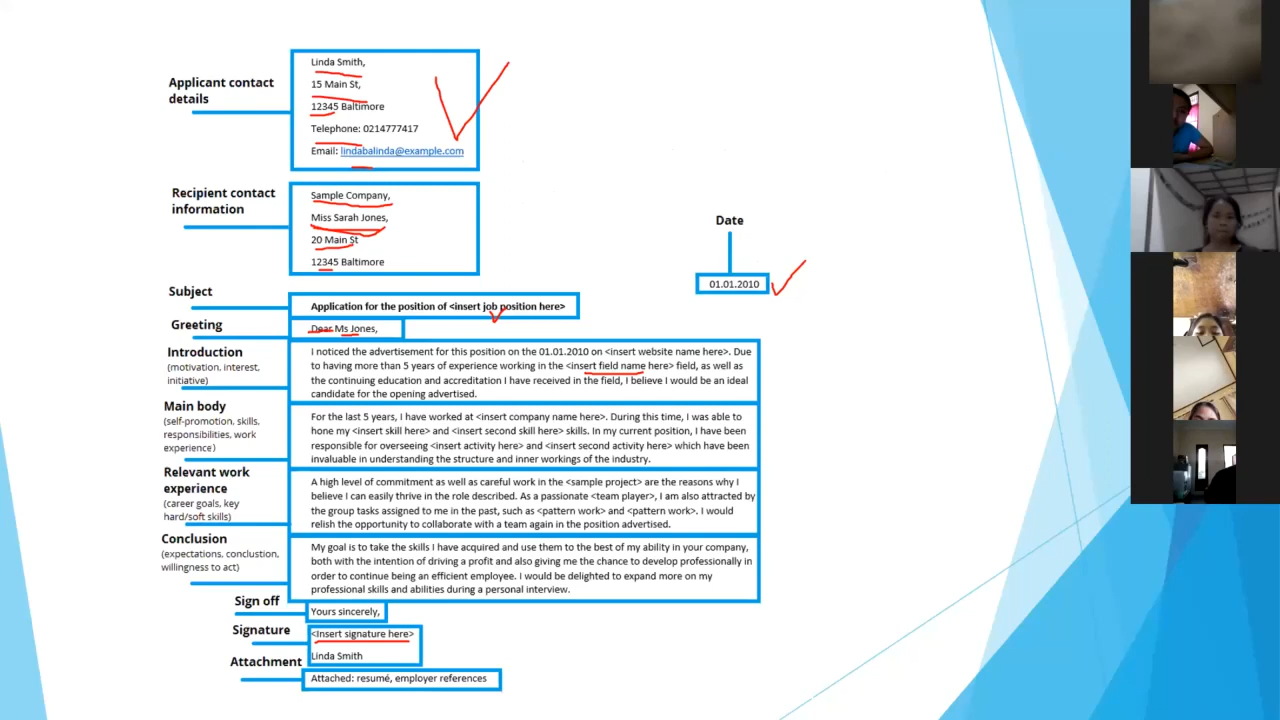 Applicant contact
details
Linda Smith,
15 Main St,
12345 Baltimore
Telephone: 0214777417
Email: lindabalinda@example.com
Recipient contact
information
Sample Company,
Miss Sarah Jones,
20 Main St
12345 Baltimore
Date
01.01.2010
Subject
Application for the position of <insert job position here>
Greeting
Dear Ms Jones,
Introduction
(motivation, interest,
initiative)
I noticed the advertisement for this position on the 01.01.2010 on <insert website name here>. Due
to having more than 5 years of experience working in the <insert field name here> field, as well as
the continuing education and accreditation I have received in the field, I believe I would be an ideal
candidate for the opening advertised.
Main body
(self-promotion, skills,
responsibilities, work
experience)
For the last 5 years, I have worked at <insert company name here>. During this time, I was able to
hone my <insert skill here> and <insert second skill here> skills. In my current position, I have been
responsible for overseeing <insert activity here> and <insert second activity here> which have been
invaluable in understanding the structure and inner workings of the industry.
Relevant work
experience
(career goals, key
hard/soft skills)
A high level of commitment as well as careful work in the <sample project> are the reasons why I
believe I can easily thrive in the role described. As a passionate <team player>, I am also attracted by
the group tasks assigned to me in the past, such as <pattern work> and <pattern work>. I would
relish the opportunity to collaborate with a team again in the position advertised.
Conclusion
(expectations, conclustion,
willingness to act)
My goal is to take the skills I have acquired and use them to the best of my ability in your company,
both with the intention of driving a profit and also giving me the chance to develop professionally in
order to continue being an efficient employee. I would be delighted to expand more on my
professional skills and abilities during a personal interview.
Sign off
Yours sincerely,
Signature
<Insert signature here>
Linda Smith
Attachment
Attached: resumé, employer references